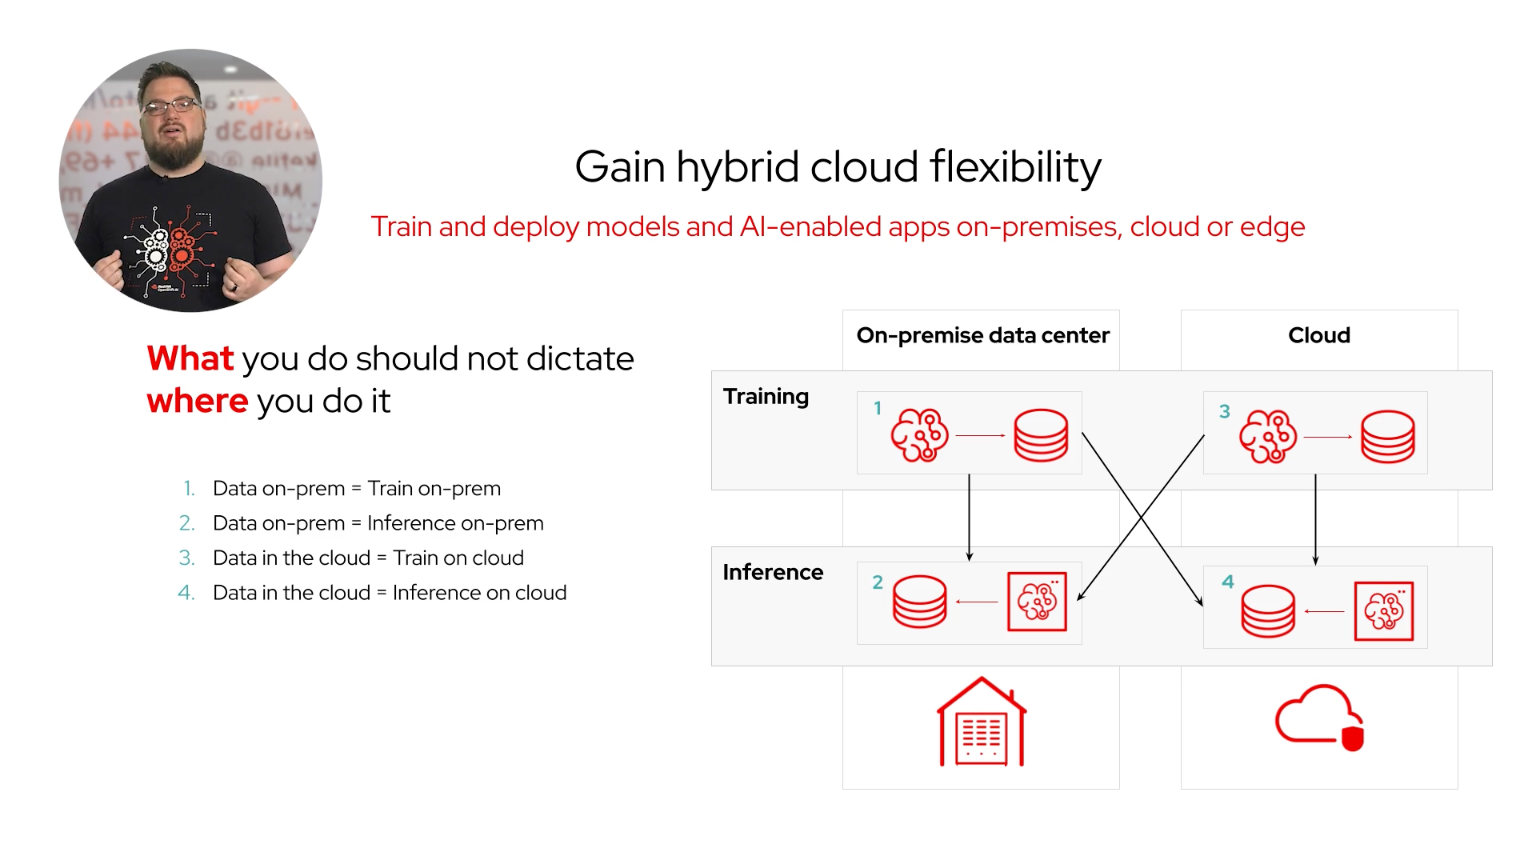 Gain hybrid cloud flexibility
Train and deploy models and AI-enabled apps on-premises, cloud or edge
What you do should not dictate
where you do it
1. Data on-prem = Train on-prem
2. Data on-prem = Inference on-prem
3. Data in the cloud = Train on cloud
4. Data in the cloud = Inference on cloud
On-premise data center
Cloud
Training
1
3
Inference
2
4